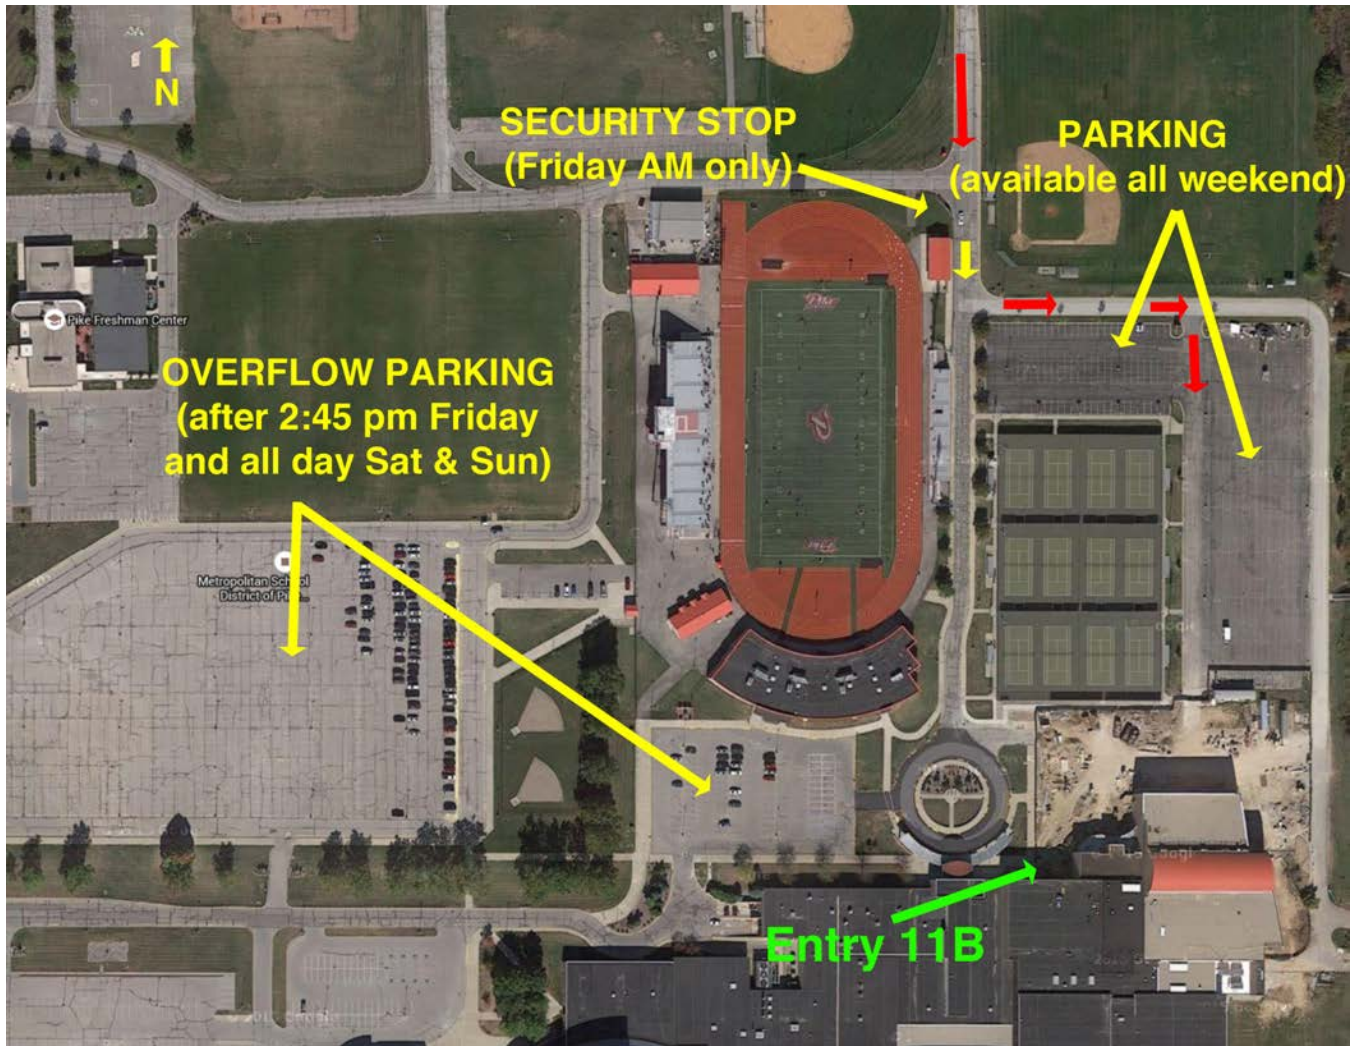 N
SECURITY STOP
(Friday AM only)
PARKING
(available all weekend)
Pike Freshman Center
OVERFLOW PARKING
(after 2:45 pm Friday
and all day Sat & Sun)
Metropolitan School
District of
Entry 11B